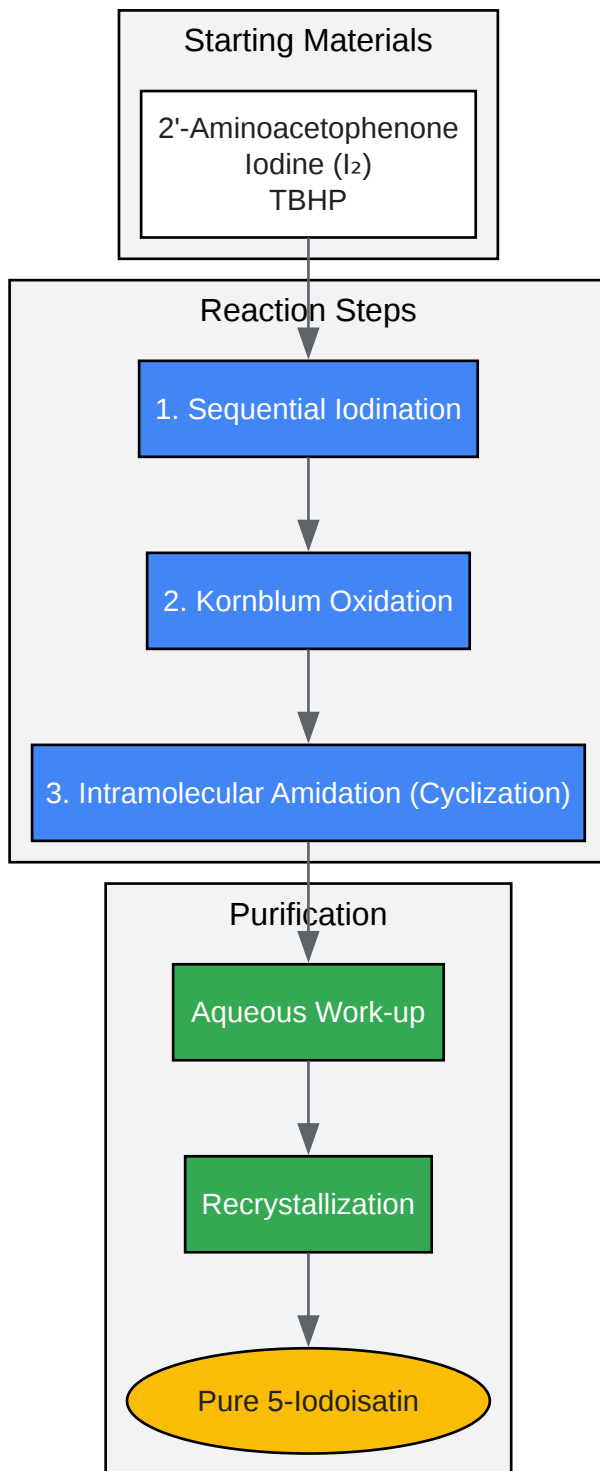 Starting Materials
2'-Aminoacetophenone
Iodine (I₂)
TBHP
Reaction Steps
1. Sequential Iodination
2. Kornblum Oxidation
3. Intramolecular Amidation (Cyclization)
Purification
Aqueous Work-up
Recrystallization
Pure 5-Iodoisatin